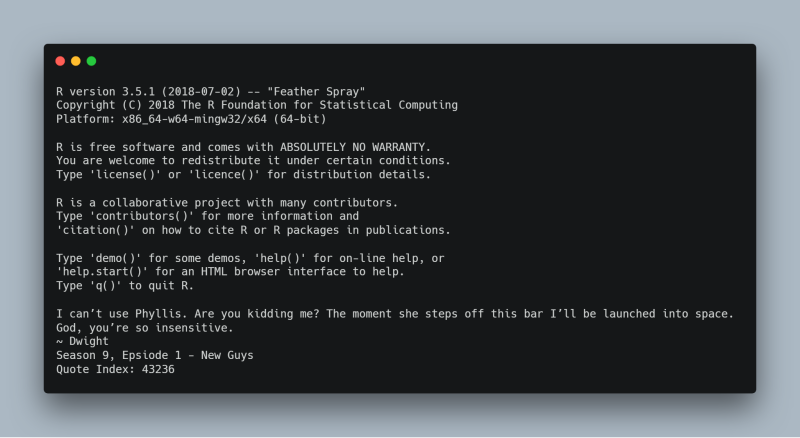 R version 3.5.1 (2018-07-02) -- "Feather Spray"
Copyright (C) 2018 The R Foundation for Statistical Computing
Platform: x86_64-w64-mingw32/x64 (64-bit)
R is free software and comes with ABSOLUTELY NO WARRANTY.
You are welcome to redistribute it under certain conditions.
Type 'license()' or 'licence()' for distribution details.
R is a collaborative project with many contributors.
Type 'contributors()' for more information and
'citation()' on how to cite R or R packages in publications.
Type 'demo()' for some demos, 'help()' for on-line help, or
'help.start()' for an HTML browser interface to help.
Type 'q()' to quit R.
I can’t use Phyllis. Are you kidding me? The moment she steps off this bar I’ll be launched into space.
God, you’re so insensitive.
~ Dwight
Season 9, Epsiode 1 - New Guys
Quote Index: 43236